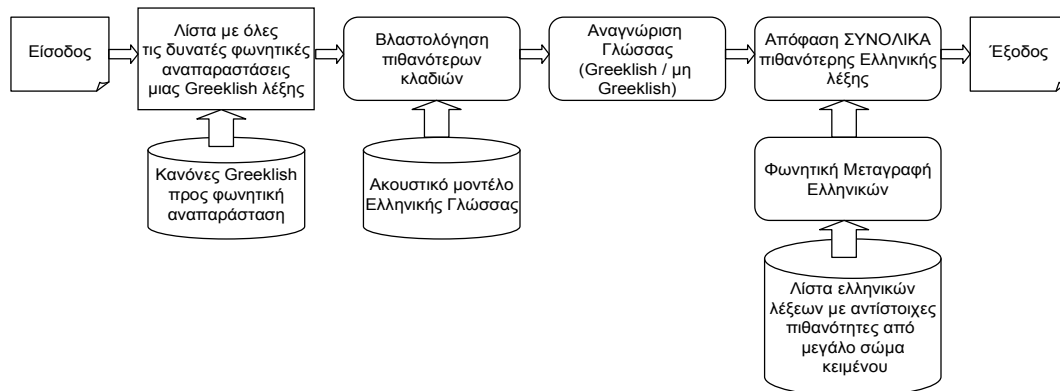 Είσοδος
Λίστα με όλες
τις δυνατές φωνητικές
αναπαραστάσεις
μιας Greeklish λέξης
Βλαστολόγηση
πιθανότερων
κλαδιών
Αναγνώριση
Γλώσσας
(Greeklish / μη
Greeklish)
Απόφαση ΣΥΝΟΛΙΚΑ
πιθανότερης Ελληνικής
λέξης
Έξοδος
Κανόνες Greeklish
προς φωνητική
αναπαράσταση
Ακουστικό μοντέλο
Ελληνικής Γλώσσας
Φωνητική Μεταγραφή
Ελληνικών
Λίστα ελληνικών
λέξεων με αντίστοιχες
πιθανότητες από
μεγάλο σώμα
κειμένου